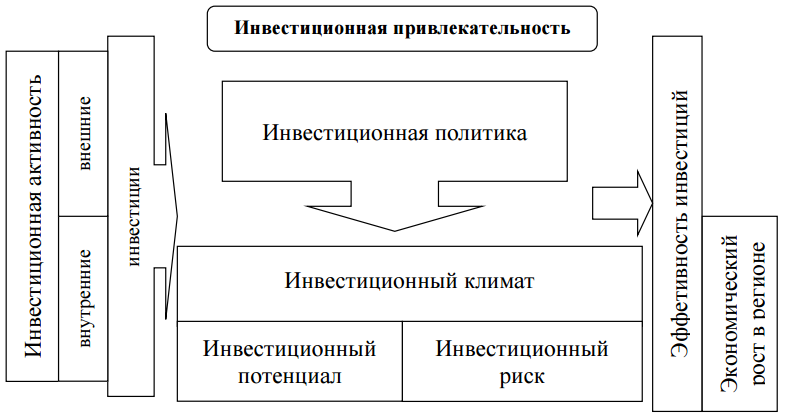 Инвестиционная привлекательность
Инвестиционная активность
внешние
внутренние
инвестиции
Инвестиционная политика
Инвестиционный климат
Инвестиционный
потенциал
Инвестиционный
риск
Эффетивность инвестиций
Экономический
рост в регионе